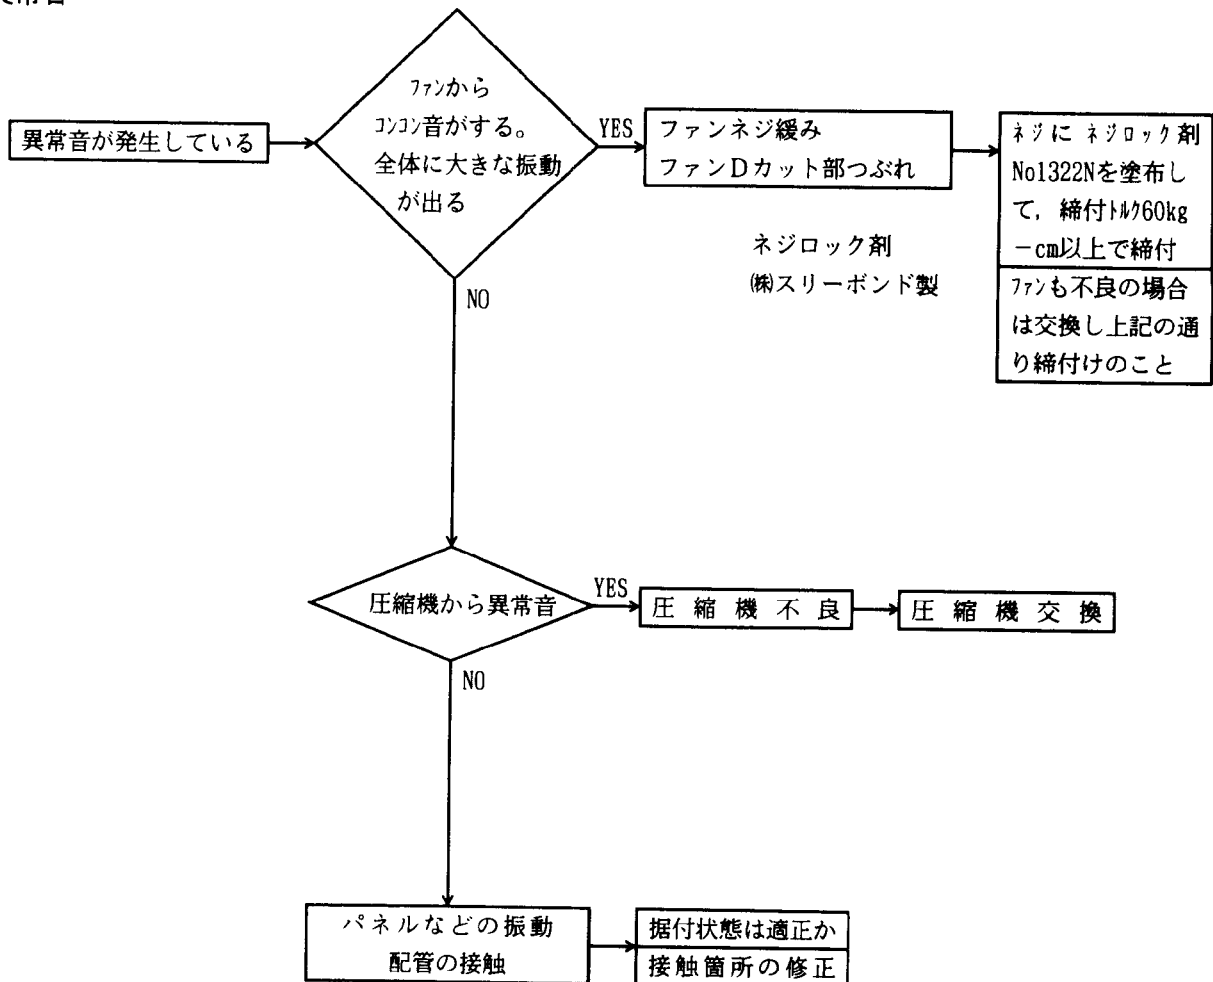 異常音が発生している
ﾌｧﾝから
ｺﾝｺﾝ音がする。
全体に大きな振動
が出る
YES
ファンネジ緩み
ファンDカット部つぶれ
ネジに ネジロック剤
No1322Nを塗布し
て，締付ﾄﾙｸ60kg
－cm以上で締付
ﾌｧﾝも不良の場合
は交換し上記の通
り締付けのこと
ネジロック剤
㈱スリーボンド製
NO
圧縮機から異常音
YES
圧縮機不良
圧縮機交換
NO
パネルなどの振動
配管の接触
据付状態は適正か
接触箇所の修正